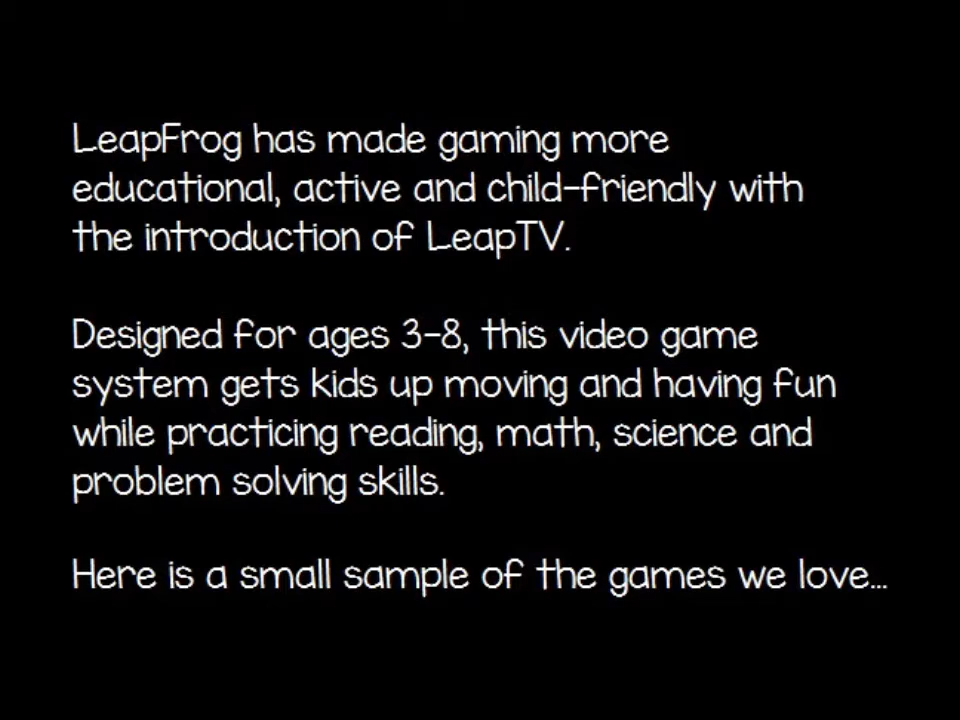 LeapFrog has made gaming more
educational, active and child-friendly with
the introduction of LeapTV.
Designed for ages 3-8, this video game
system gets kids up moving and having fun
while practicing reading, math, science and
problem solving skills.
Here is a small sample of the games we love...